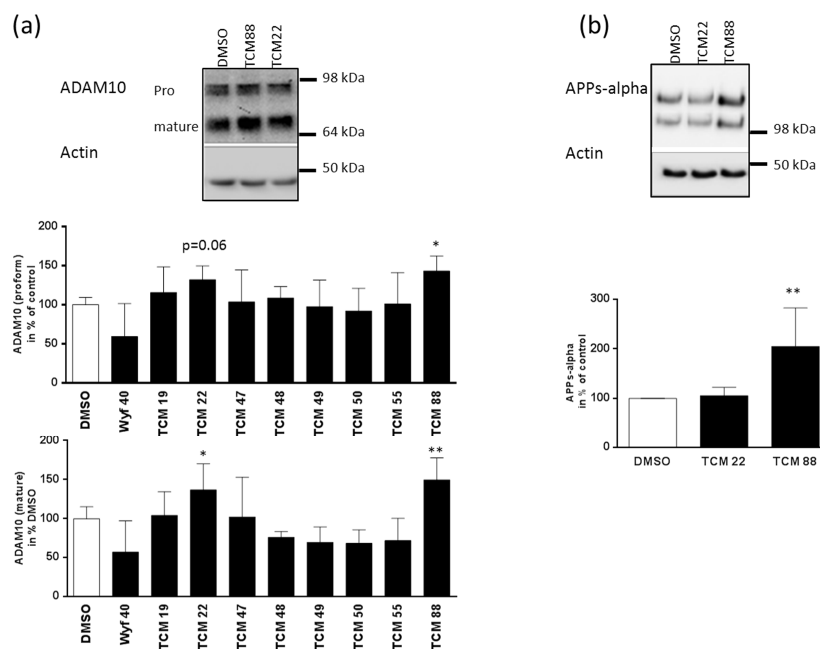 (a)
DMSO
TCM88
TCM22
ADAM10
Pro
98 kDa
mature
64 kDa
Actin
50 kDa
p=0.06
*
200
150
100
50
0
ADAM10 (proform)
in % of control
DMSO
Wyf 40
TCM 19
TCM 22
TCM 47
TCM 48
TCM 49
TCM 50
TCM 55
TCM 88
*
**
200
150
100
50
0
ADAM10 (mature)
in % DMSO
DMSO
Wyf 40
TCM 19
TCM 22
TCM 47
TCM 48
TCM 49
TCM 50
TCM 55
TCM 88
(b)
DMSO
TCM22
TCM88
APPs-alpha
98 kDa
Actin
50 kDa
**
300
200
100
0
APPs-alpha
in % of control
DMSO
TCM 22
TCM 88